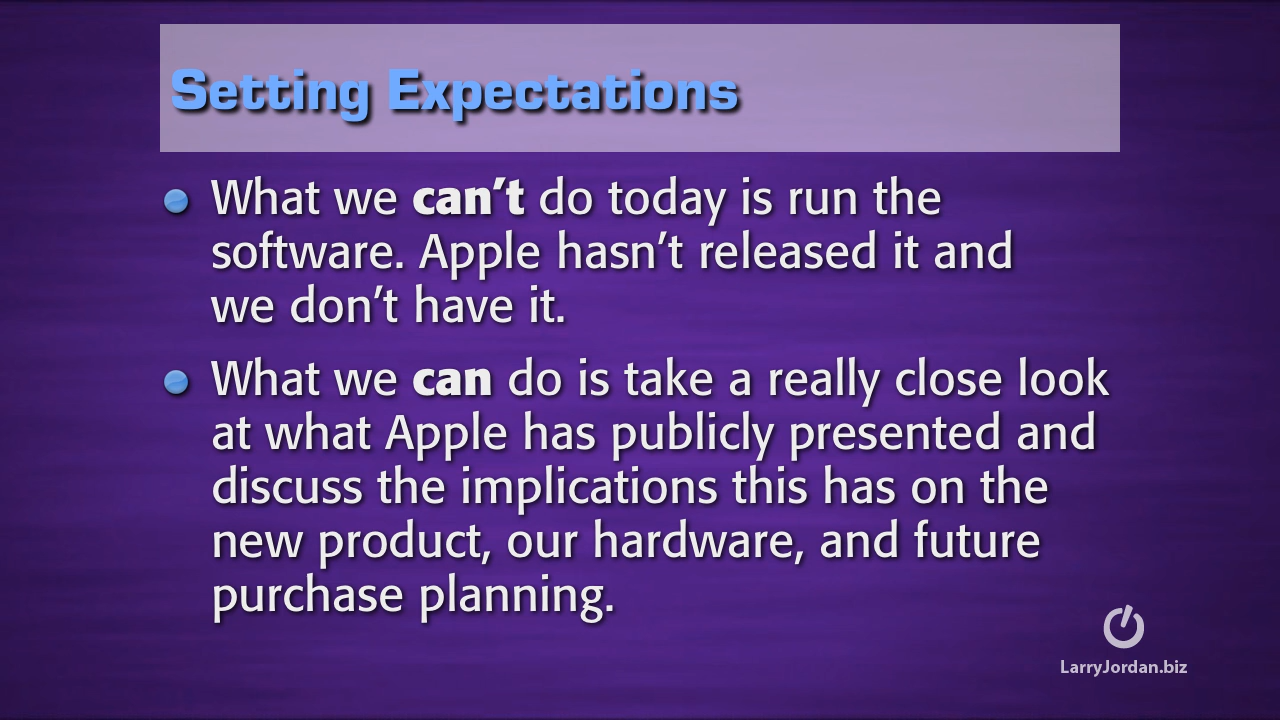 Setting Expectations
What we can’t do today is run the
software. Apple hasn’t released it and
we don’t have it.
What we can do is take a really close look
at what Apple has publicly presented and
discuss the implications this has on the
new product, our hardware, and future
purchase planning.
LarryJordan.biz